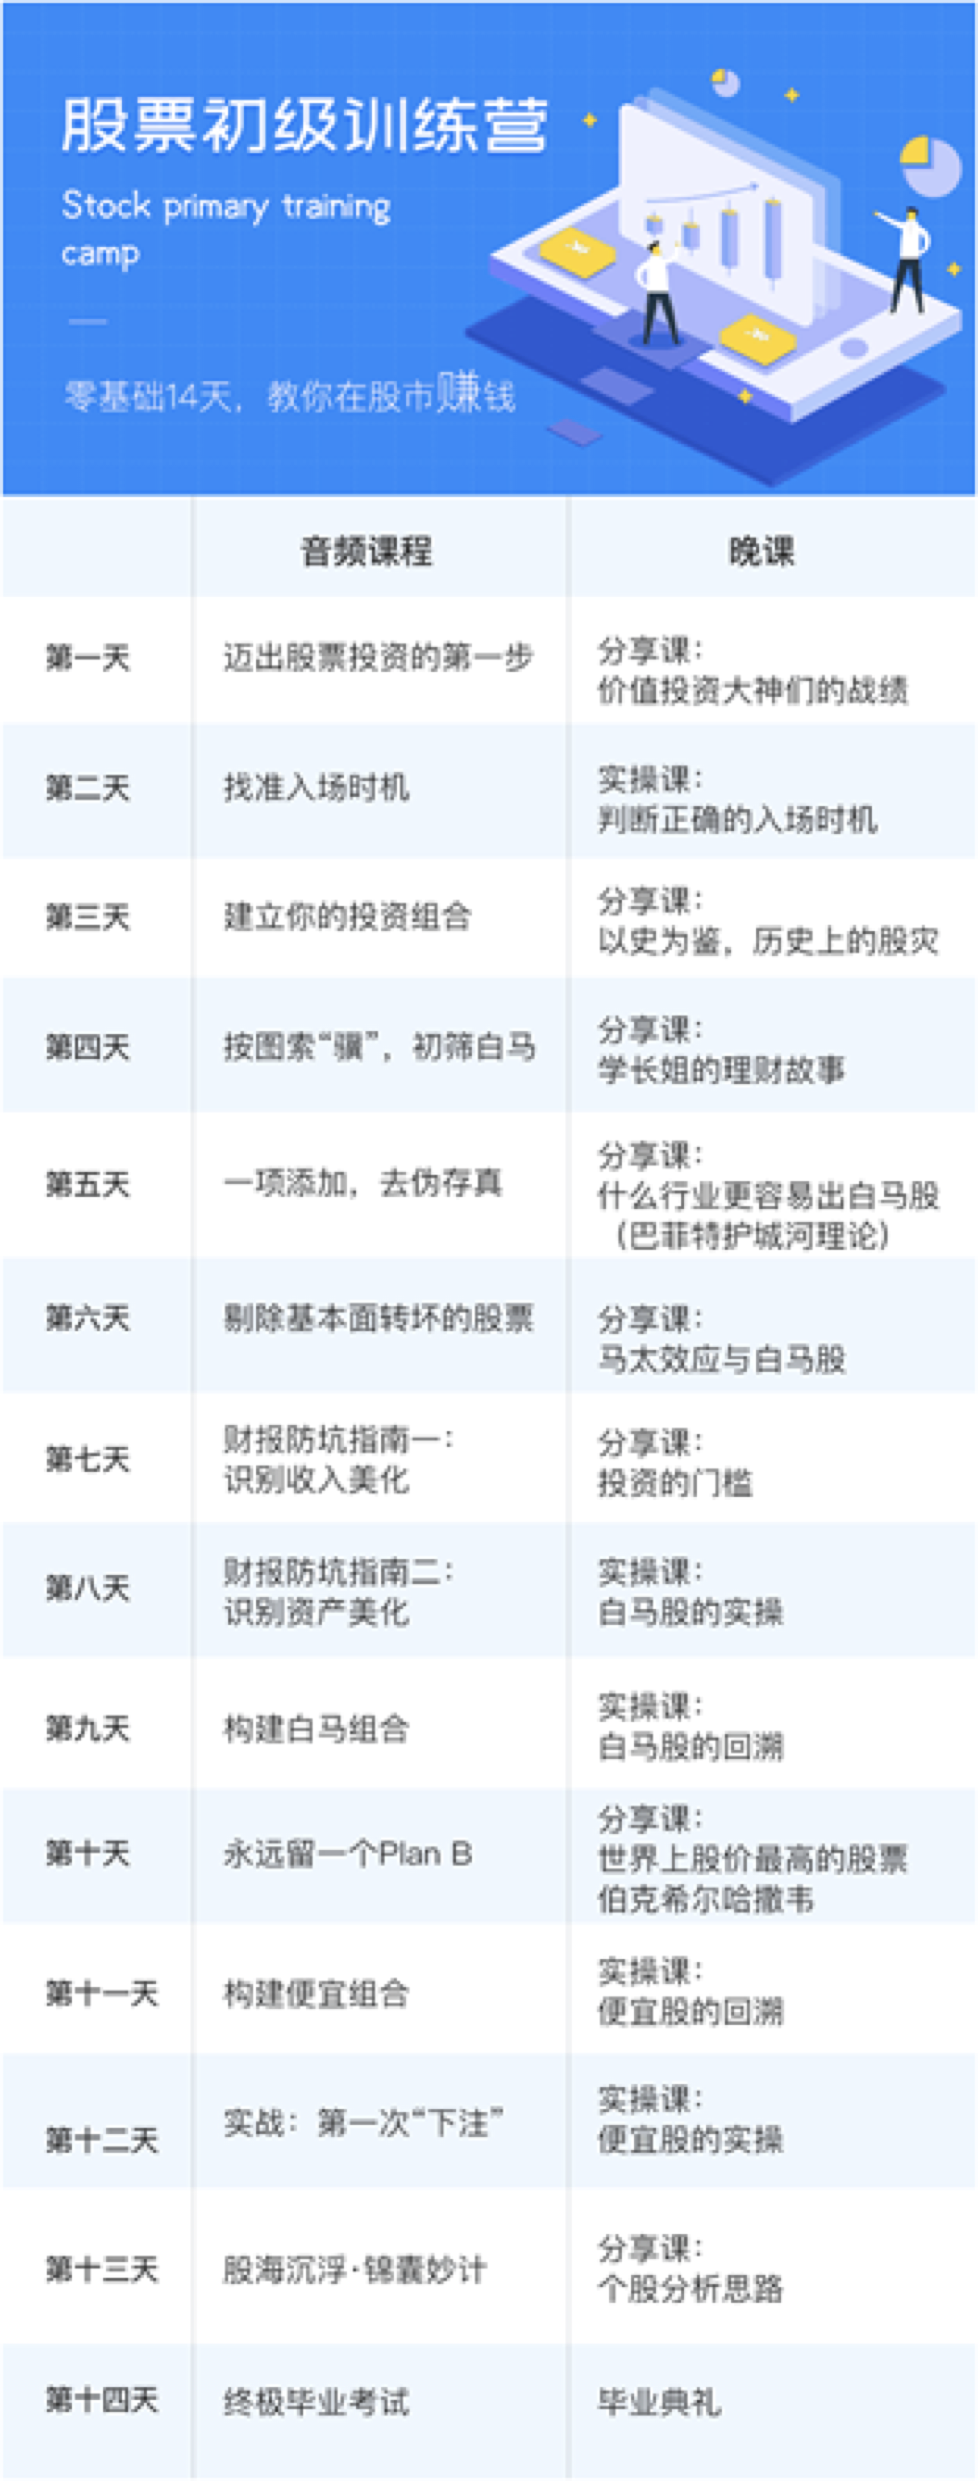 股票初级训练营
Stock primary training
camp
零基础14天，教你在股市赚钱
音频课程
晚课
第一天
迈出股票投资的第一步
分享课：
价值投资大神们的战绩
第二天
找准入场时机
实操课：
判断正确的入场时机
第三天
建立你的投资组合
分享课：
以史为鉴，历史上的股灾
第四天
按图索“骥”，初筛白马
分享课：
学长姐的理财故事
第五天
一项添加，去伪存真
分享课：
什么行业更容易出白马股
（巴菲特护城河理论）
第六天
剔除基本面转坏的股票
分享课：
马太效应与白马股
第七天
财报防坑指南一：
识别收入美化
分享课：
投资的门槛
第八天
财报防坑指南二：
识别资产美化
实操课：
白马股的实操
第九天
构建白马组合
实操课：
白马股的回溯
第十天
永远留一个Plan B
分享课：
世界上股价最高的股票
伯克希尔哈撒韦
第十一天
构建便宜组合
实操课：
便宜股的回溯
第十二天
实战：第一次“下注”
实操课：
便宜股的实操
第十三天
股海沉浮·锦囊妙计
分享课：
个股分析思路
第十四天
终极毕业考试
毕业典礼